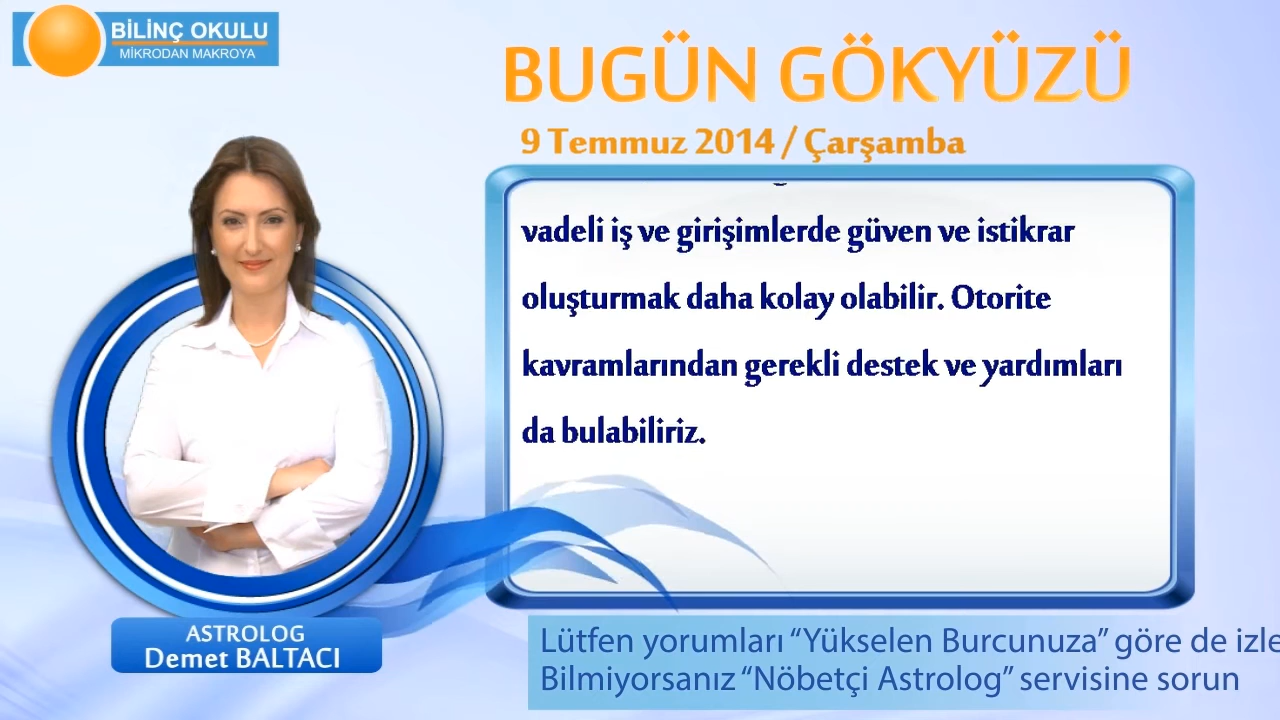 BİLİNÇ OKULU
MİKRODAN MAKROYA
BUGÜN GÖKYÜZÜ
9 Temmuz 2014 / Çarşamba
vadeli iş ve girişimlerde güven ve istikrar
oluşturmak daha kolay olabilir. Otorite
kavramlarından gerekli destek ve yardımları
da bulabiliriz.
ASTROLOG
Demet BALTACI
Lütfen yorumları “Yükselen Burcunuza” göre de izle
Bilmiyorsanız “Nöbetçi Astrolog” servisine sorun